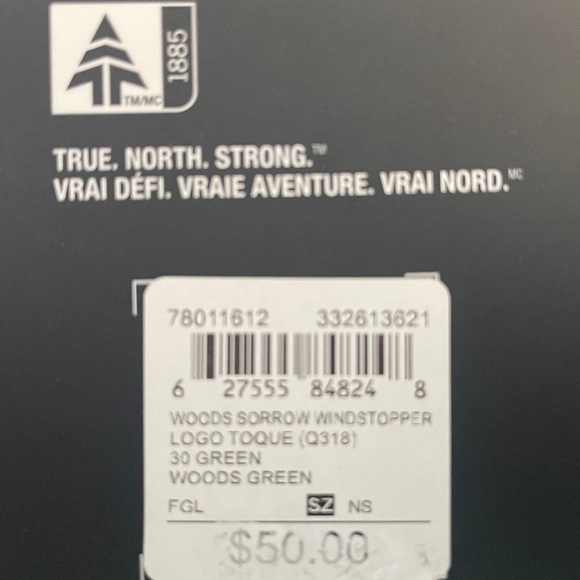 1885
TM/MC
TRUE. NORTH. STRONG.™
VRAI DÉFI. VRAIE AVENTURE. VRAI NORD.MC
78011612 332613621
6 27555 84824 8
WOODS SORROW WINDSTOPPER
LOGO TOQUE (Q318)
30 GREEN
WOODS GREEN
FGL SZ NS
$50.00